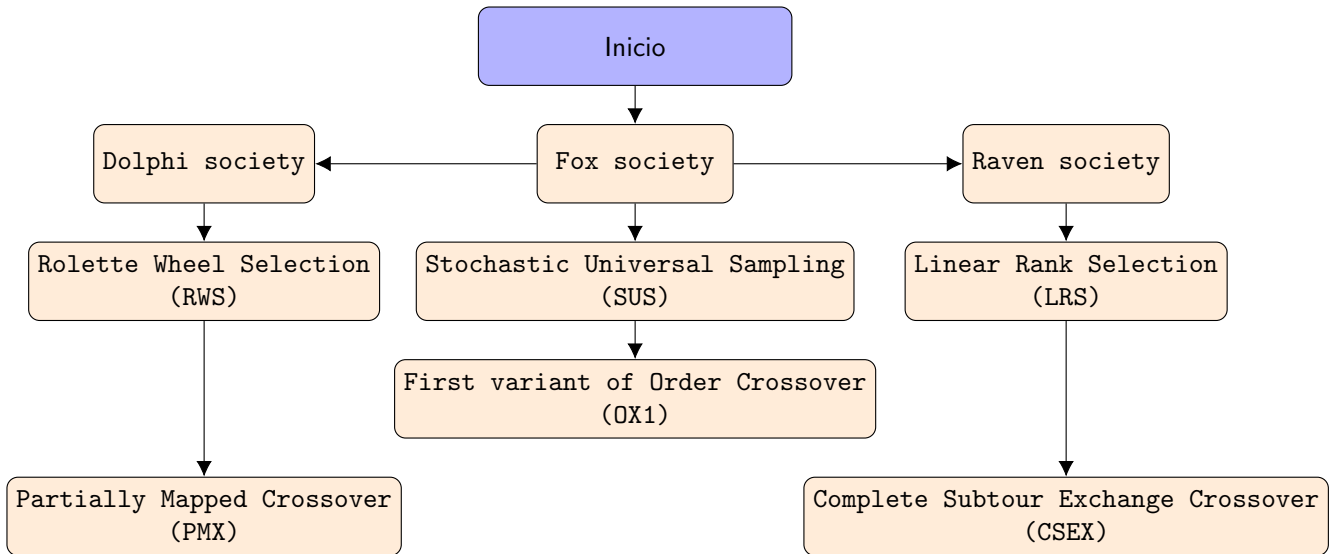 Inicio
Dolphi society
Fox society
Raven society
Rolette Wheel Selection
(RWS)
Stochastic Universal Sampling
(SUS)
Linear Rank Selection
(LRS)
First variant of Order Crossover
(OX1)
Partially Mapped Crossover
(PMX)
Complete Subtour Exchange Crossover
(CSEX)